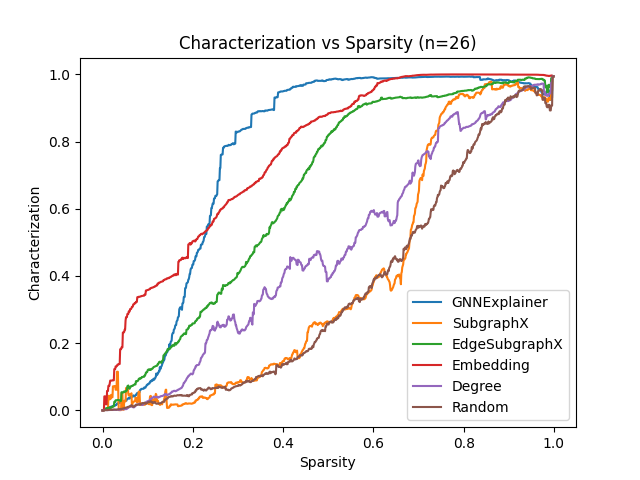 Characterization vs Sparsity (n=26)
Characterization
1.0
0.8
0.6
0.4
0.2
0.0
0.0 0.2 0.4 0.6 0.8 1.0
Sparsity
GNNExplainer
SubgraphX
EdgeSubgraphX
Embedding
Degree
Random